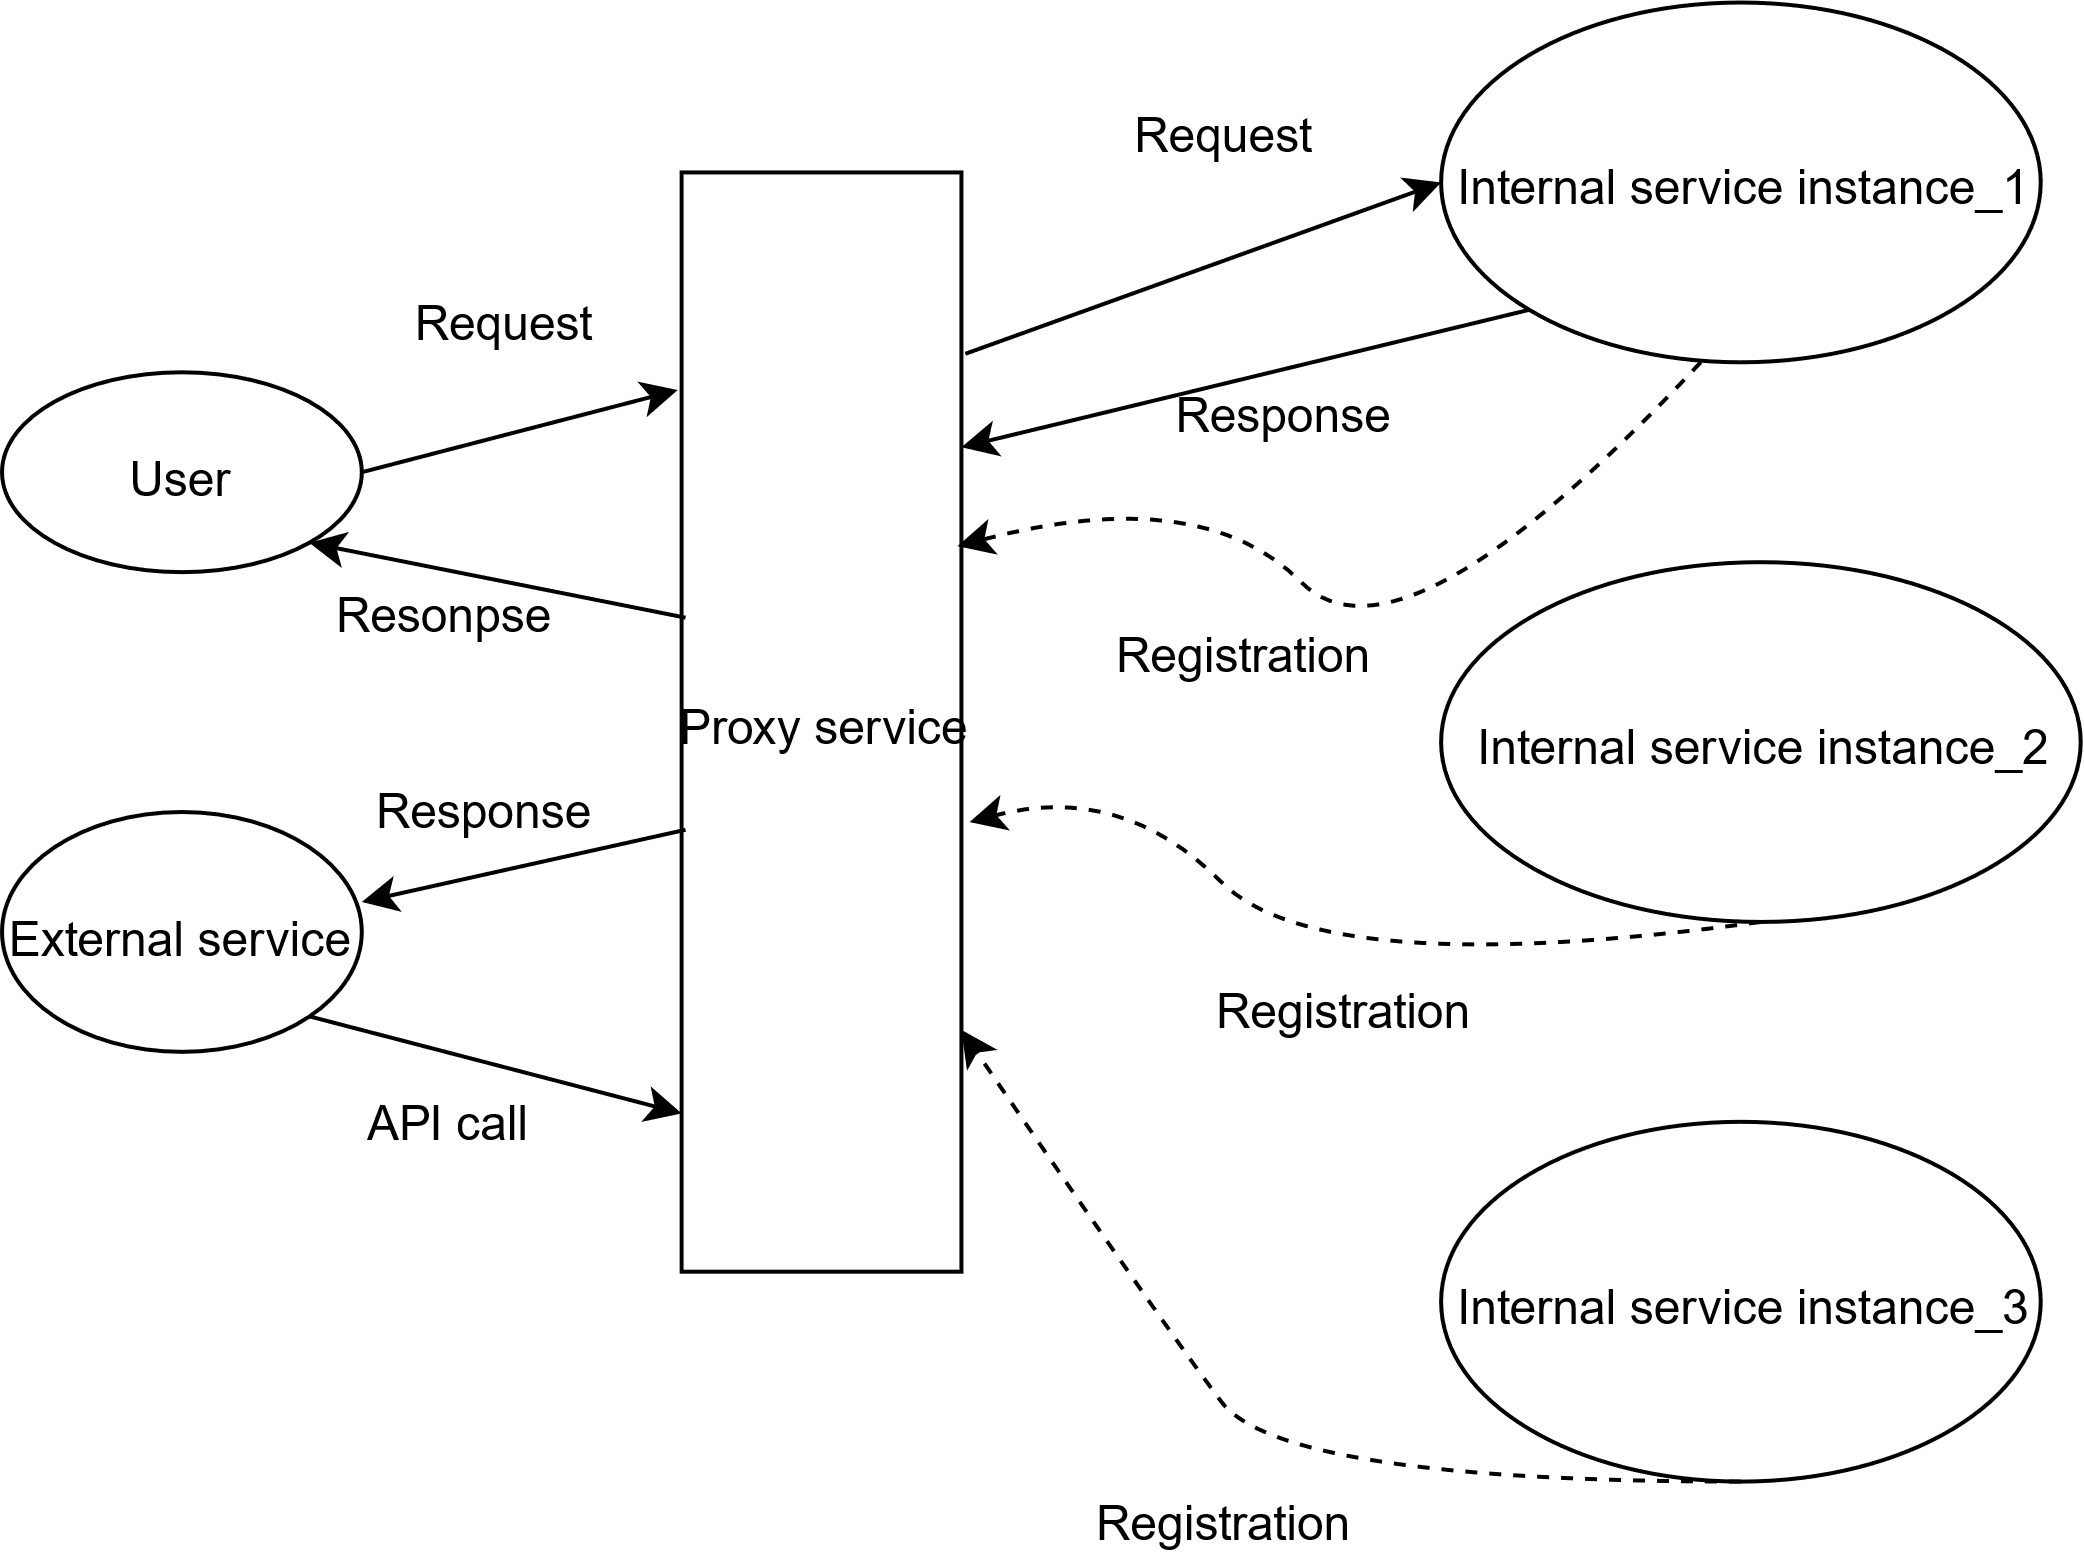 Request
Internal service instance_1
Request
Response
User
Resonpse
Registration
Proxy service
Internal service instance_2
Response
External service
Registration
API call
Internal service instance_3
Registration